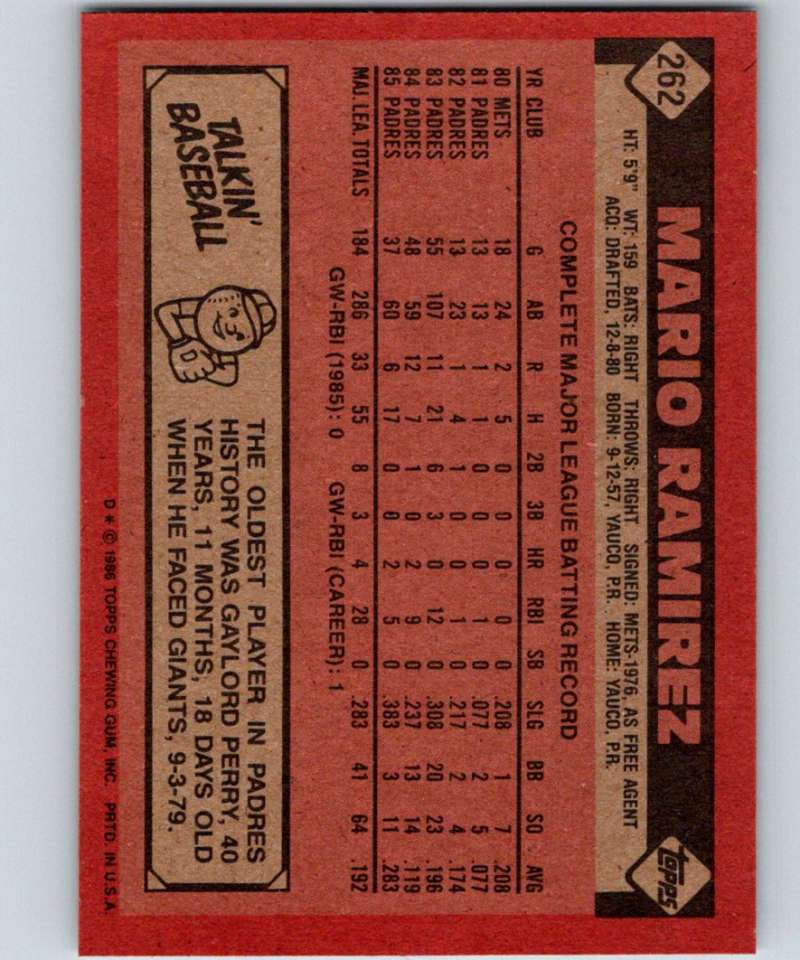 262
MARIO RAMIREZ
TOPPS
HT: 5'9" WT: 159 BATS: RIGHT THROWS: RIGHT SIGNED: METS-1976, AS FREE AGENT
ACQ: DRAFTED, 12-8-80 BORN: 9-12-57, YAUCO, P.R. HOME: YAUCO, P.R.
COMPLETE MAJOR LEAGUE BATTING RECORD
YR CLUB G AB R H 2B 3B HR RBI SB SLG BB SO AVG
80 METS 18 24 2 5 0 0 0 0 0 .208 1 7 .208
81 PADRES 13 13 1 1 0 0 0 1 0 .077 2 5 .077
82 PADRES 13 23 1 4 1 0 0 1 0 .217 2 4 .174
83 PADRES 55 107 11 21 6 3 0 12 0 .308 20 23 .196
84 PADRES 48 59 12 7 1 0 2 9 0 .237 13 14 .119
85 PADRES 37 60 6 17 0 0 2 5 0 .383 3 11 .283
MAJ. LEA. TOTALS 184 286 33 55 8 3 4 28 0 .283 41 64 .192
GW-RBI (1985): 0 GW-RBI (CAREER): 1
TALKIN'
BASEBALL
THE OLDEST PLAYER IN PADRES
HISTORY WAS GAYLORD PERRY, 40
YEARS, 11 MONTHS, 18 DAYS OLD
WHEN HE FACED GIANTS, 9-3-79.
D * © 1986 TOPPS CHEWING GUM, INC. PRTD. IN U.S.A.